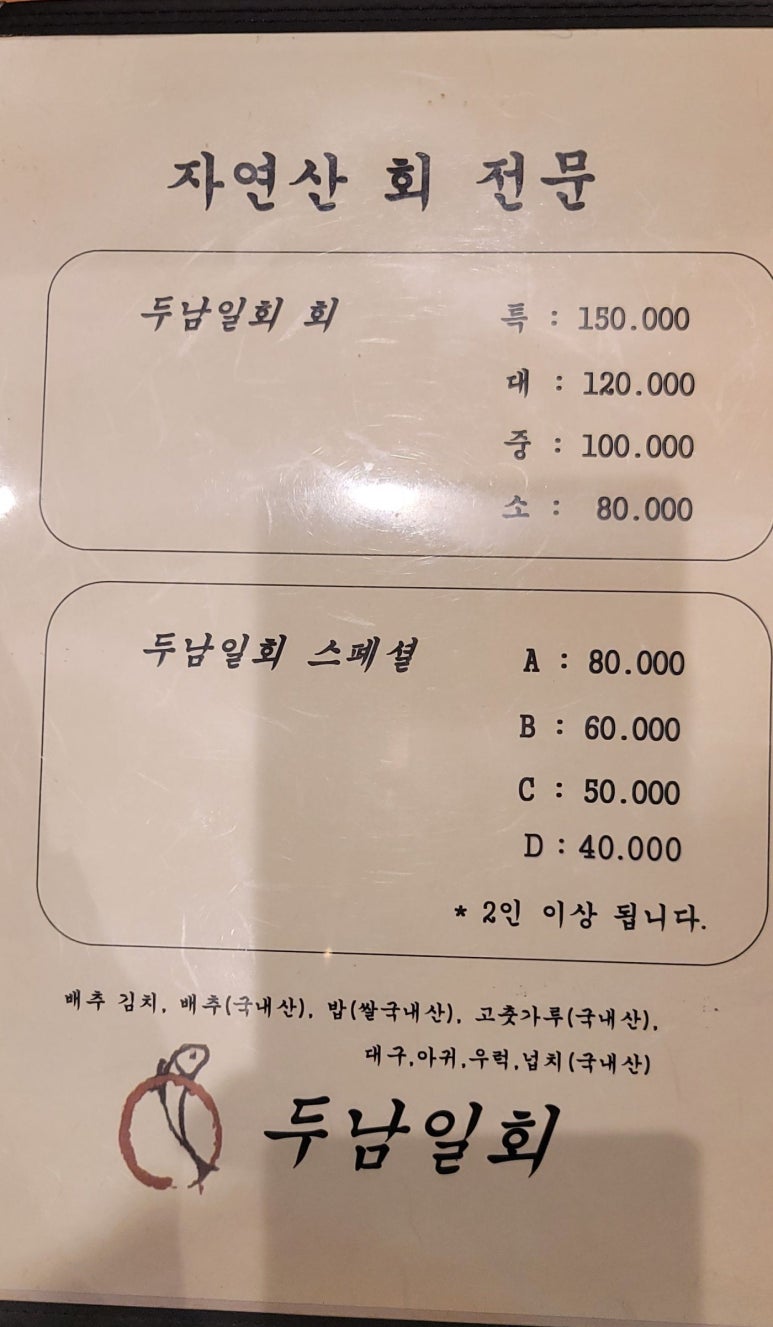 자연산 회 전문
두남일회 회 특 : 150.000
대 : 120.000
중 : 100.000
소 : 80.000
두남일회 스페셜 A : 80.000
B : 60.000
C : 50.000
D : 40.000
* 2인 이상 됩니다.
배추 김치, 배추(국내산), 밥(쌀국내산), 고춧가루(국내산),
대구,아귀,우럭,넙치(국내산)
두남일회